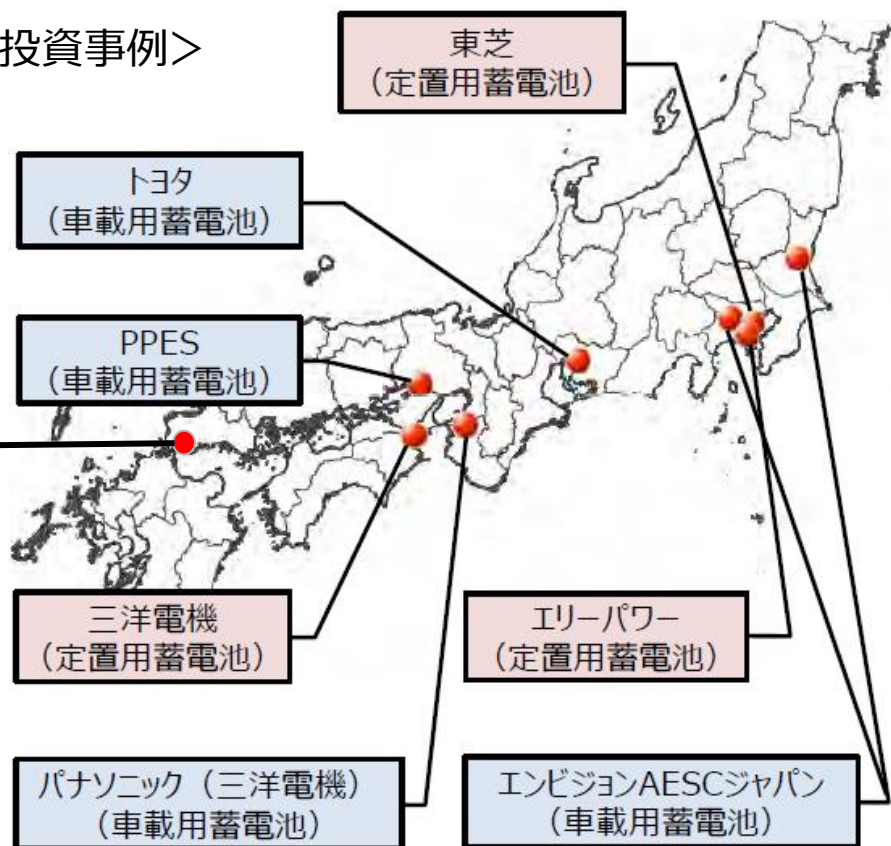 投資事例＞
東芝
（定置用蓄電池）
トヨタ
（車載用蓄電池）
PPES
（車載用蓄電池）
三洋電機
（定置用蓄電池）
エリーパワー
（定置用蓄電池）
パナソニック（三洋電機）
（車載用蓄電池）
エンビジョンAESCジャパン
（車載用蓄電池）